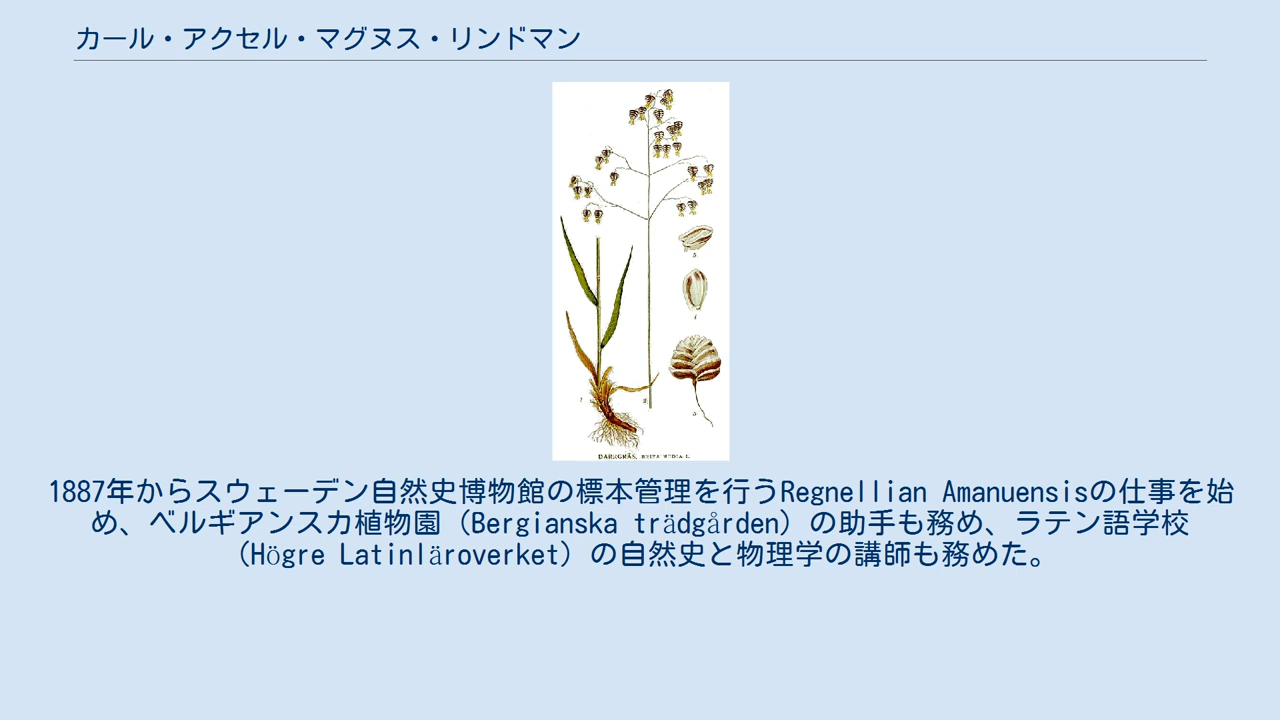 カール・アクセル・マグヌス・リンドマン
DARRGRÄS, BRIZA MEDIA L.
1887年からスウェーデン自然史博物館の標本管理を行うRegnellian Amanuensisの仕事を始
め、ベルギアンスカ植物園（Bergianska trädgården）の助手も務め、ラテン語学校
（Högre Latinläroverket）の自然史と物理学の講師も務めた。